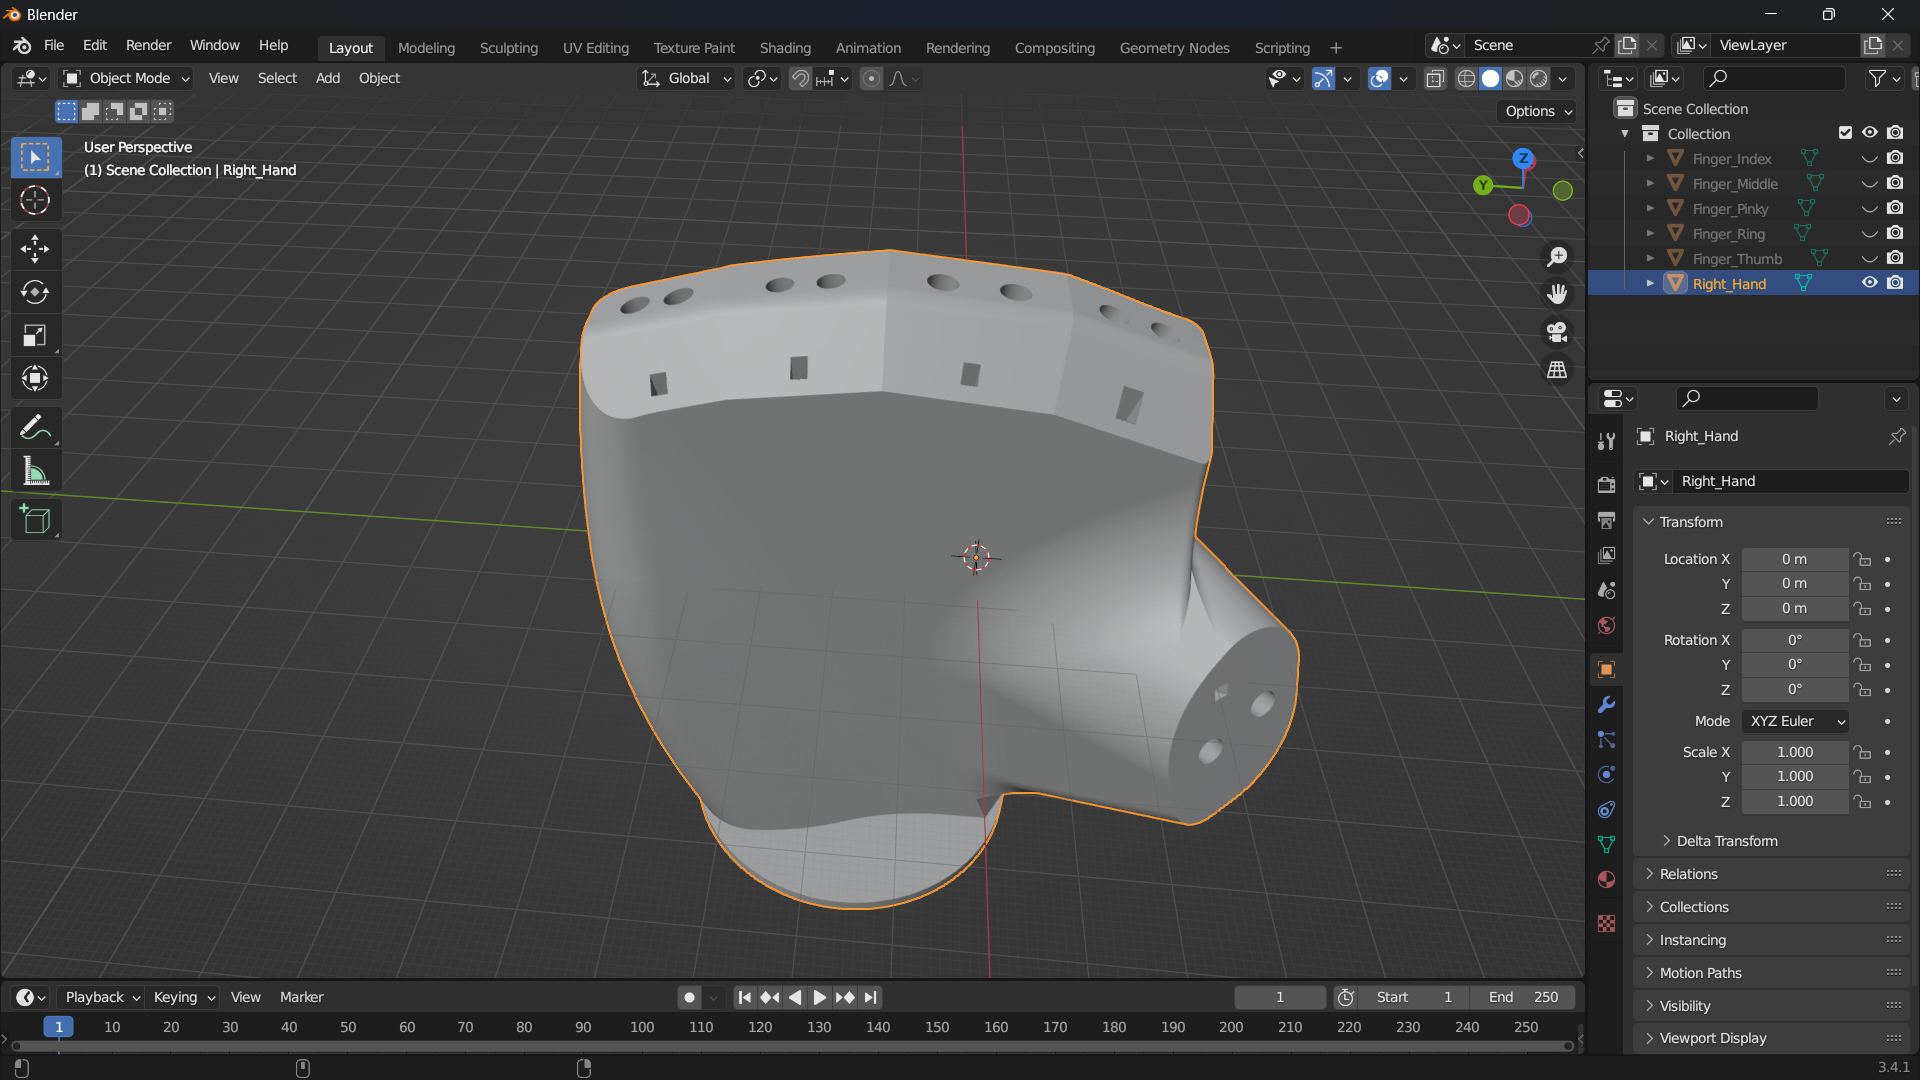 Blender
File Edit Render Window Help Layout Modeling Sculpting UV Editing Texture Paint Shading Animation Rendering Compositing Geometry Nodes Scripting + Scene ViewLayer
Object Mode View Select Add Object Global
Options
User Perspective
(1) Scene Collection | Right_Hand
Z
Y
Scene Collection
Collection
Finger_Index
Finger_Middle
Finger_Pinky
Finger_Ring
Finger_Thumb
Right_Hand
Right_Hand
Right_Hand
Transform
Location X 0 m
Y 0 m
Z 0 m
Rotation X 0°
Y 0°
Z 0°
Mode XYZ Euler
Scale X 1.000
Y 1.000
Z 1.000
Delta Transform
Relations
Collections
Instancing
Motion Paths
Visibility
Viewport Display
Playback Keying View Marker 1 Start 1 End 250
1 10 20 30 40 50 60 70 80 90 100 110 120 130 140 150 160 170 180 190 200 210 220 230 240 250
3.4.1